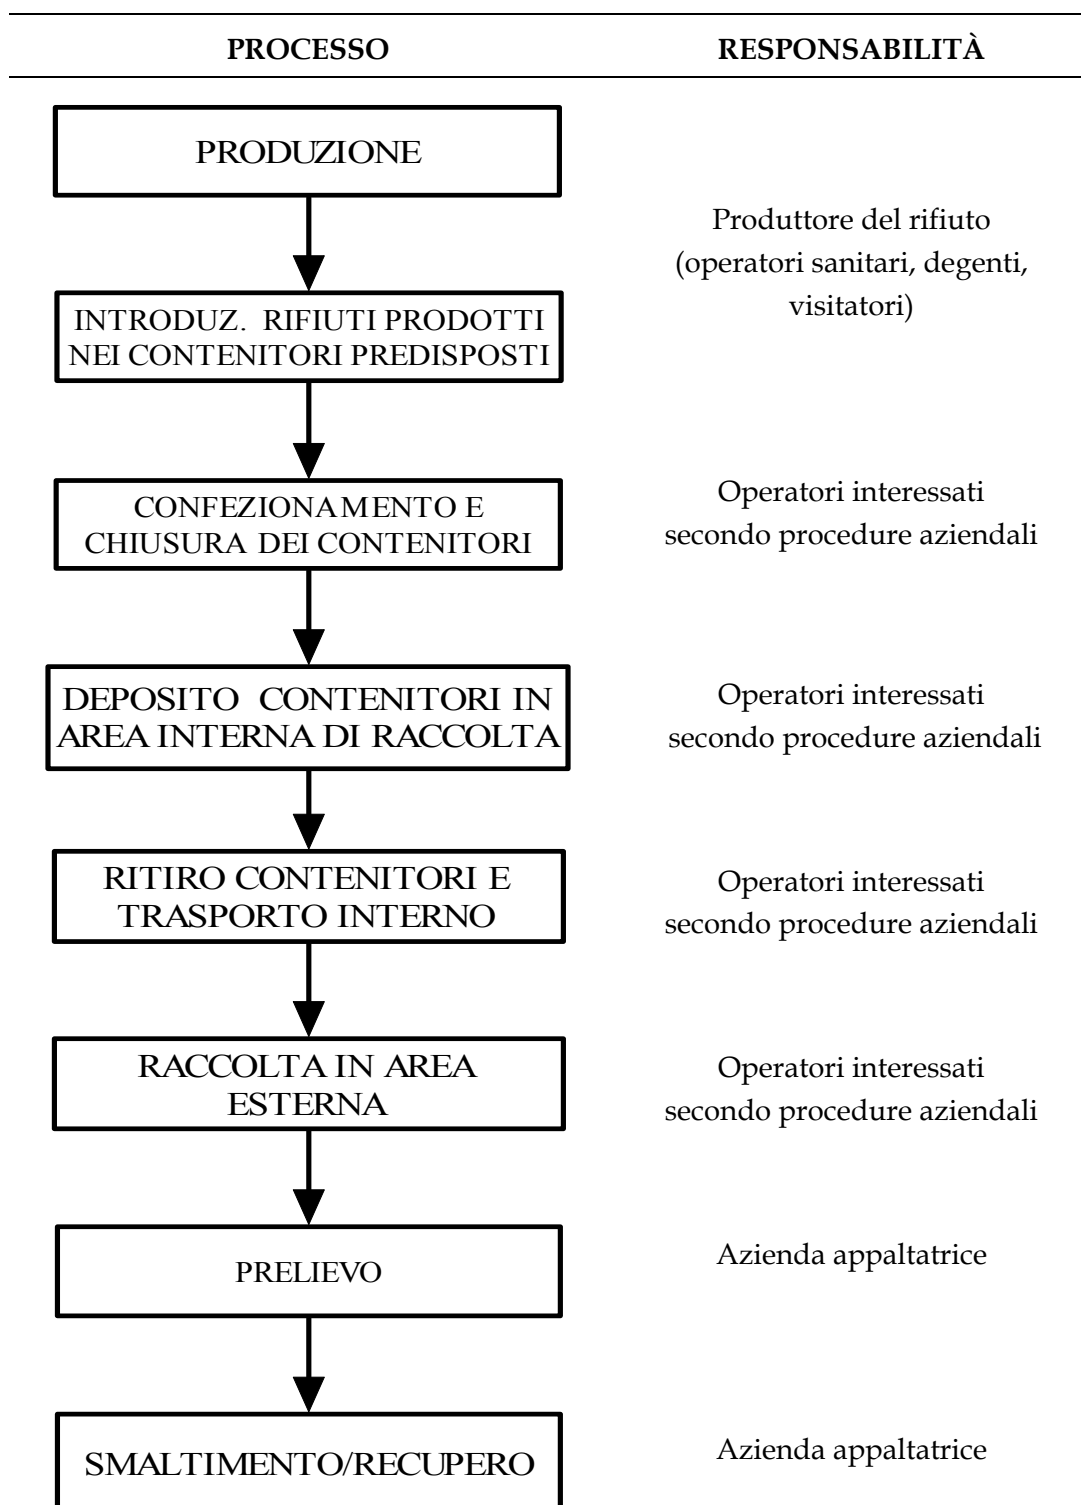 PROCESSO RESPONSABILITÀ
PRODUZIONE
Produttore del rifiuto
(operatori sanitari, degenti,
visitatori)
INTRODUZ. RIFIUTI PRODOTTI
NEI CONTENITORI PREDISPOSTI
CONFEZIONAMENTO E
CHIUSURA DEI CONTENITORI
Operatori interessati
secondo procedure aziendali
DEPOSITO CONTENITORI IN
AREA INTERNA DI RACCOLTA
Operatori interessati
secondo procedure aziendali
RITIRO CONTENITORI E
TRASPORTO INTERNO
Operatori interessati
secondo procedure aziendali
RACCOLTA IN AREA
ESTERNA
Operatori interessati
secondo procedure aziendali
PRELIEVO
Azienda appaltatrice
SMALTIMENTO/RECUPERO
Azienda appaltatrice